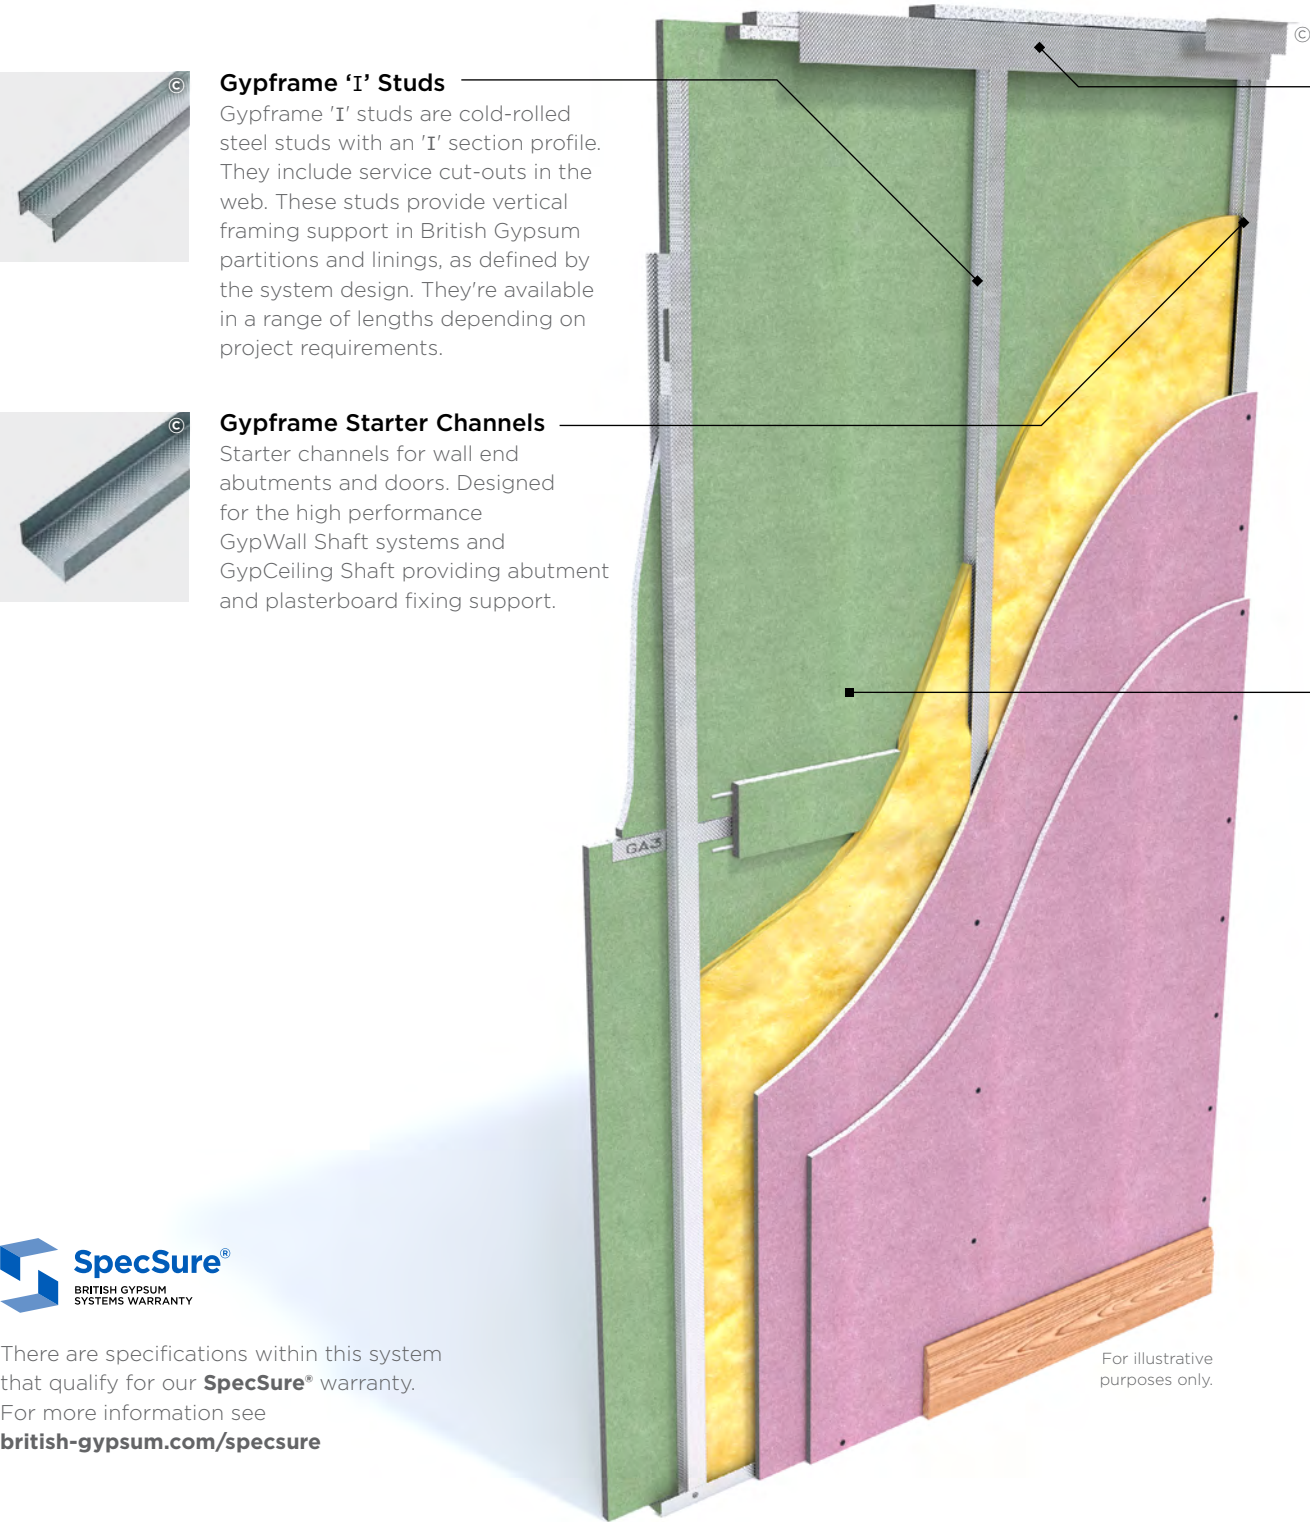 ©
©
Gypframe ‘I’ Studs
Gypframe 'I' studs are cold-rolled
steel studs with an 'I' section profile.
They include service cut-outs in the
web. These studs provide vertical
framing support in British Gypsum
partitions and linings, as defined by
the system design. They're available
in a range of lengths depending on
project requirements.
©
Gypframe Starter Channels
Starter channels for wall end
abutments and doors. Designed
for the high performance
GypWall Shaft systems and
GypCeiling Shaft providing abutment
and plasterboard fixing support.
GA3
SpecSure®
BRITISH GYPSUM
SYSTEMS WARRANTY
There are specifications within this system
that qualify for our SpecSure® warranty.
For more information see
british-gypsum.com/specsure
For illustrative
purposes only.